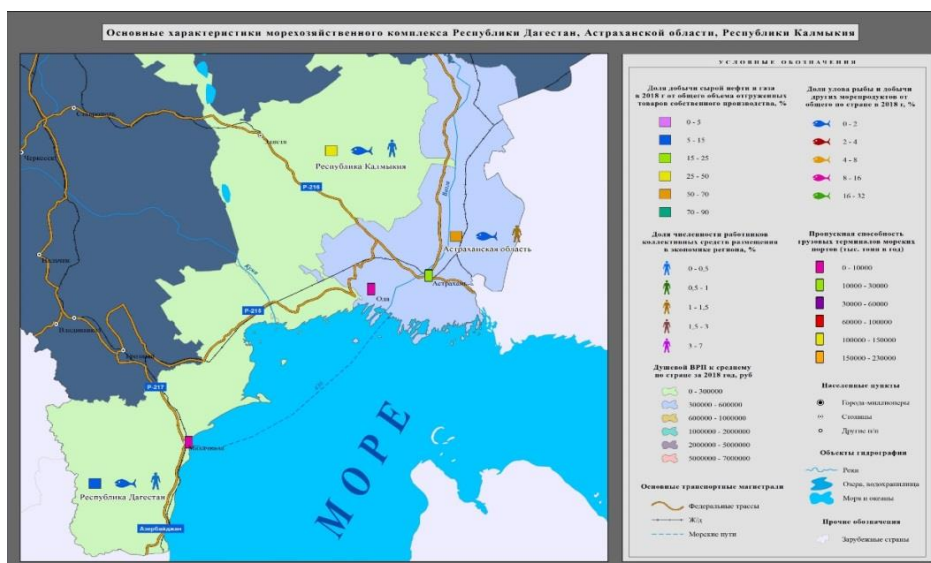 Основные характеристики морехозяйственного комплекса Республики Дагестан, Астраханской области, Республики Калмыкия
Элиста
Республика Калмыкия
Р-216
Астраханская область
Астрахань
Оля
Кума
Р-215
Р-217
Республика Дагестан
Азербайджан
МОРЕ
УСЛОВНЫЕ ОБОЗНАЧЕНИЯ
Доля добычи сырой нефти и газа
в 2018 г от общего объема отгруженных
товаров собственного производства, %
0 - 5
5 - 15
15 - 25
25 - 50
50 - 70
70 - 90
Доля улова рыбы и добычи
других морепродуктов от
общего по стране в 2018 г, %
0 - 2
2 - 4
4 - 8
8 - 16
16 - 32
Доля численности работников
коллективных средств размещения
в экономике региона, %
0 - 0,5
0,5 - 1
1 - 1,5
1,5 - 3
3 - 7
Пропускная способность
грузовых терминалов морских
портов (тыс. тонн в год)
0 - 10000
10000 - 30000
30000 - 60000
60000 - 100000
100000 - 150000
150000 - 230000
Душевой ВРП к среднему
по стране за 2018 год, руб
0 - 300000
300000 - 600000
600000 - 1000000
1000000 - 2000000
2000000 - 5000000
5000000 - 7000000
Населенные пункты
Города-миллионеры
Столицы
Другие н/п
Объекты гидрографии
Реки
Озера, водохранилища
Моря и океаны
Основные транспортные магистрали
Федеральные трассы
Ж/д
Морские пути
Прочие обозначения
Зарубежные страны